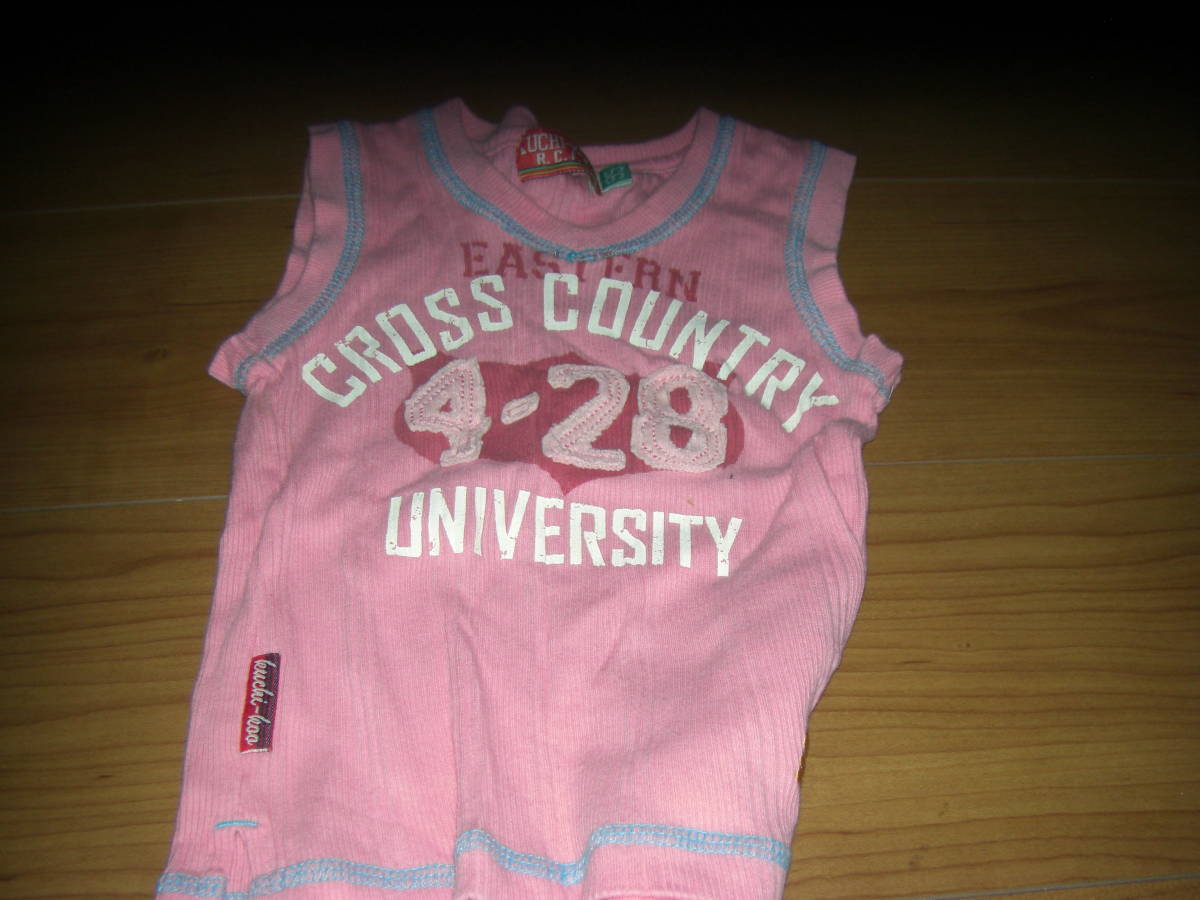 R. C.
EASTERN
CROSS COUNTRY
4-28
UNIVERSITY
kuchi-koo